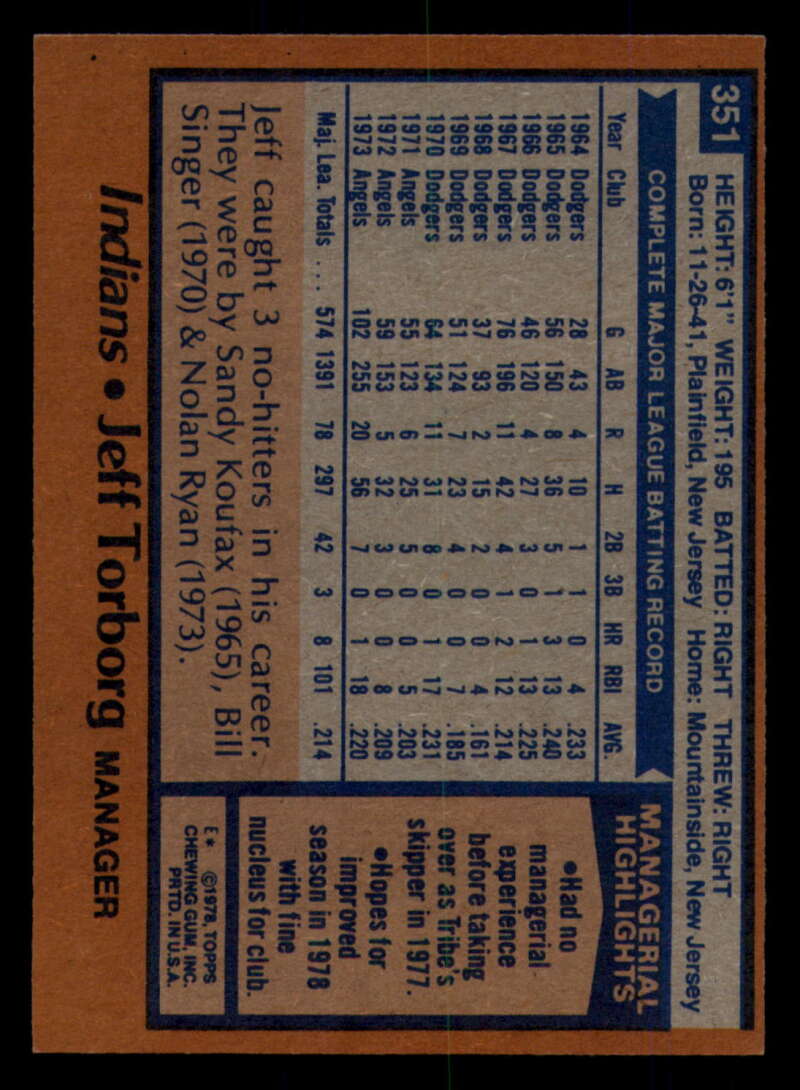 351
HEIGHT: 6'1" WEIGHT: 195 BATTED: RIGHT THREW: RIGHT
Born: 11-26-41, Plainfield, New Jersey Home: Mountainside, New Jersey
COMPLETE MAJOR LEAGUE BATTING RECORD
Year Club G AB R H 2B 3B HR RBI AVG.
1964 Dodgers 28 43 4 10 1 1 0 4 .233
1965 Dodgers 56 150 8 36 5 1 3 13 .240
1966 Dodgers 46 120 4 27 3 0 1 13 .225
1967 Dodgers 76 196 11 42 4 1 2 12 .214
1968 Dodgers 37 93 2 15 2 0 0 4 .161
1969 Dodgers 51 124 7 23 4 0 0 7 .185
1970 Dodgers 64 134 11 31 8 0 1 17 .231
1971 Angels 55 123 6 25 5 0 0 5 .203
1972 Angels 59 153 5 32 3 0 0 8 .209
1973 Angels 102 255 20 56 7 0 1 18 .220
Maj. Lea. Totals ... 574 1391 78 297 42 3 8 101 .214
Jeff caught 3 no-hitters in his career.
They were by Sandy Koufax (1965), Bill
Singer (1970) & Nolan Ryan (1973).
MANAGERIAL
HIGHLIGHTS
•Had no
managerial
experience
before taking
over as Tribe's
skipper in 1977.
•Hopes for
improved
season in 1978
with fine
nucleus for club.
E* ©1978, TOPPS
CHEWING GUM, INC.
PRTD. IN U.S.A.
Indians • Jeff Torborg MANAGER